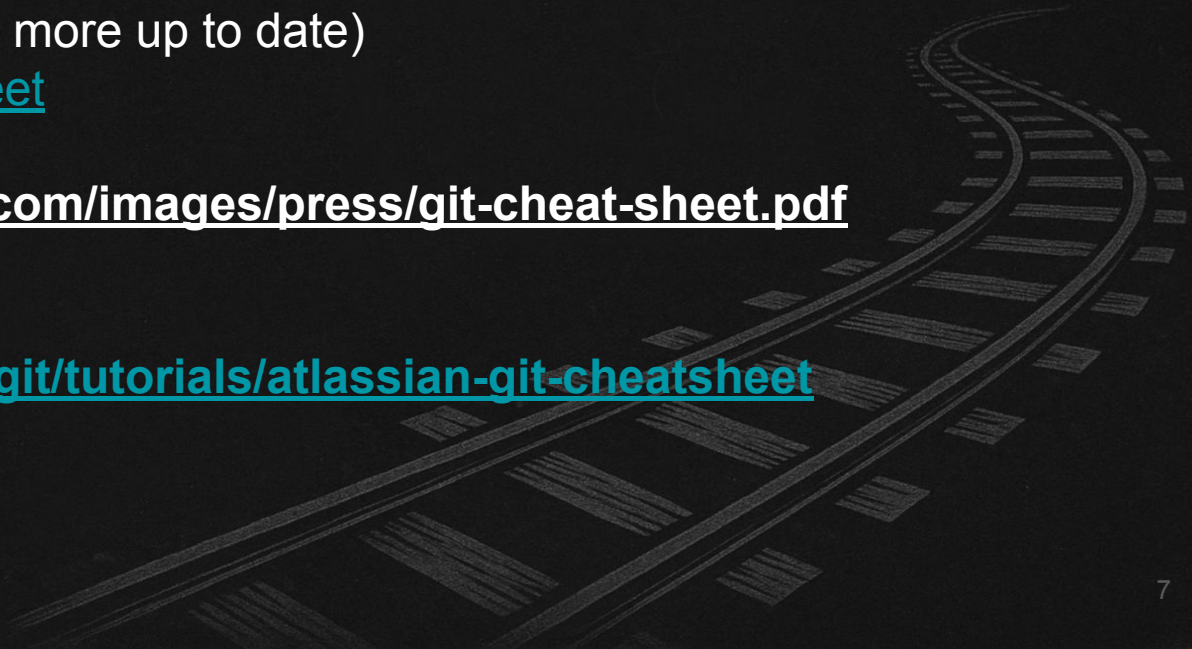 more up to date)
eet
com/images/press/git-cheat-sheet.pdf
git/tutorials/atlassian-git-cheatsheet
7